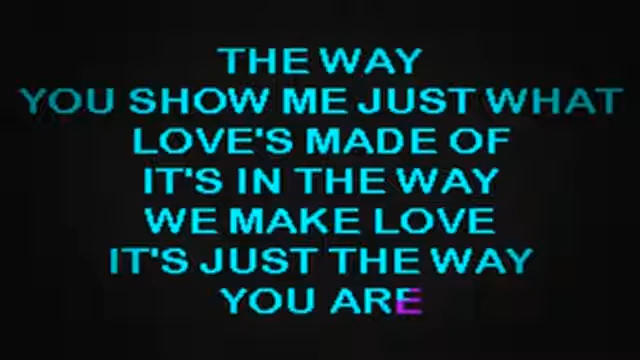 THE WAY
YOU SHOW ME JUST WHAT
LOVE'S MADE OF
IT'S IN THE WAY
WE MAKE LOVE
IT'S JUST THE WAY
YOU ARE